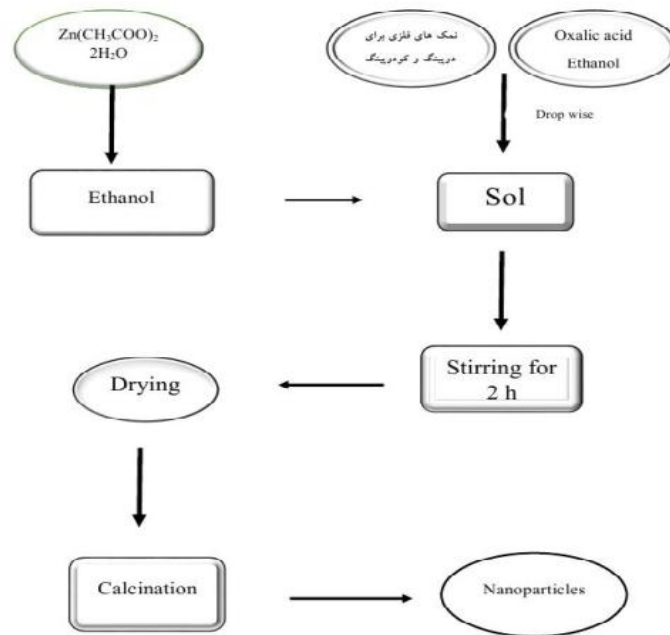 Zn(CH₃COO)₂
2H₂O
نمک های فلزی برای
دوپینگ و کودوپینگ
Oxalic acid
Ethanol
Drop wise
Ethanol
Sol
Stirring for
2 h
Drying
Calcination
Nanoparticles